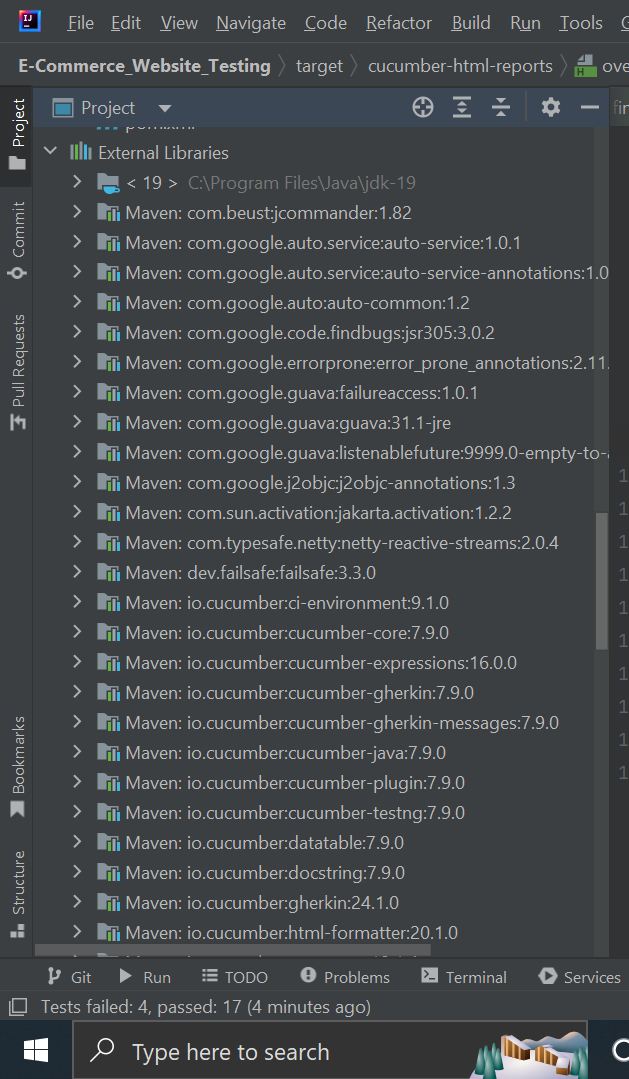 File Edit View Navigate Code Refactor Build Run Tools
E-Commerce_Website_Testing target cucumber-html-reports
Project
External Libraries
< 19 > C:\Program Files\Java\jdk-19
Maven: com.beust:jcommander:1.82
Maven: com.google.auto.service:auto-service:1.0.1
Maven: com.google.auto.service:auto-service-annotations:1.0
Maven: com.google.auto:auto-common:1.2
Maven: com.google.code.findbugs:jsr305:3.0.2
Maven: com.google.errorprone:error_prone_annotations:2.11.
Maven: com.google.guava:failureaccess:1.0.1
Maven: com.google.guava:guava:31.1-jre
Maven: com.google.guava:listenablefuture:9999.0-empty-to-a
Maven: com.google.j2objc:j2objc-annotations:1.3
Maven: com.sun.activation:jakarta.activation:1.2.2
Maven: com.typesafe.netty:netty-reactive-streams:2.0.4
Maven: dev.failsafe:failsafe:3.3.0
Maven: io.cucumber:ci-environment:9.1.0
Maven: io.cucumber:cucumber-core:7.9.0
Maven: io.cucumber:cucumber-expressions:16.0.0
Maven: io.cucumber:cucumber-gherkin:7.9.0
Maven: io.cucumber:cucumber-gherkin-messages:7.9.0
Maven: io.cucumber:cucumber-java:7.9.0
Maven: io.cucumber:cucumber-plugin:7.9.0
Maven: io.cucumber:cucumber-testng:7.9.0
Maven: io.cucumber:datatable:7.9.0
Maven: io.cucumber:docstring:7.9.0
Maven: io.cucumber:gherkin:24.1.0
Maven: io.cucumber:html-formatter:20.1.0
Project
Commit
Pull Requests
Bookmarks
Structure
Git Run TODO Problems Terminal Services
Tests failed: 4, passed: 17 (4 minutes ago)
Type here to search